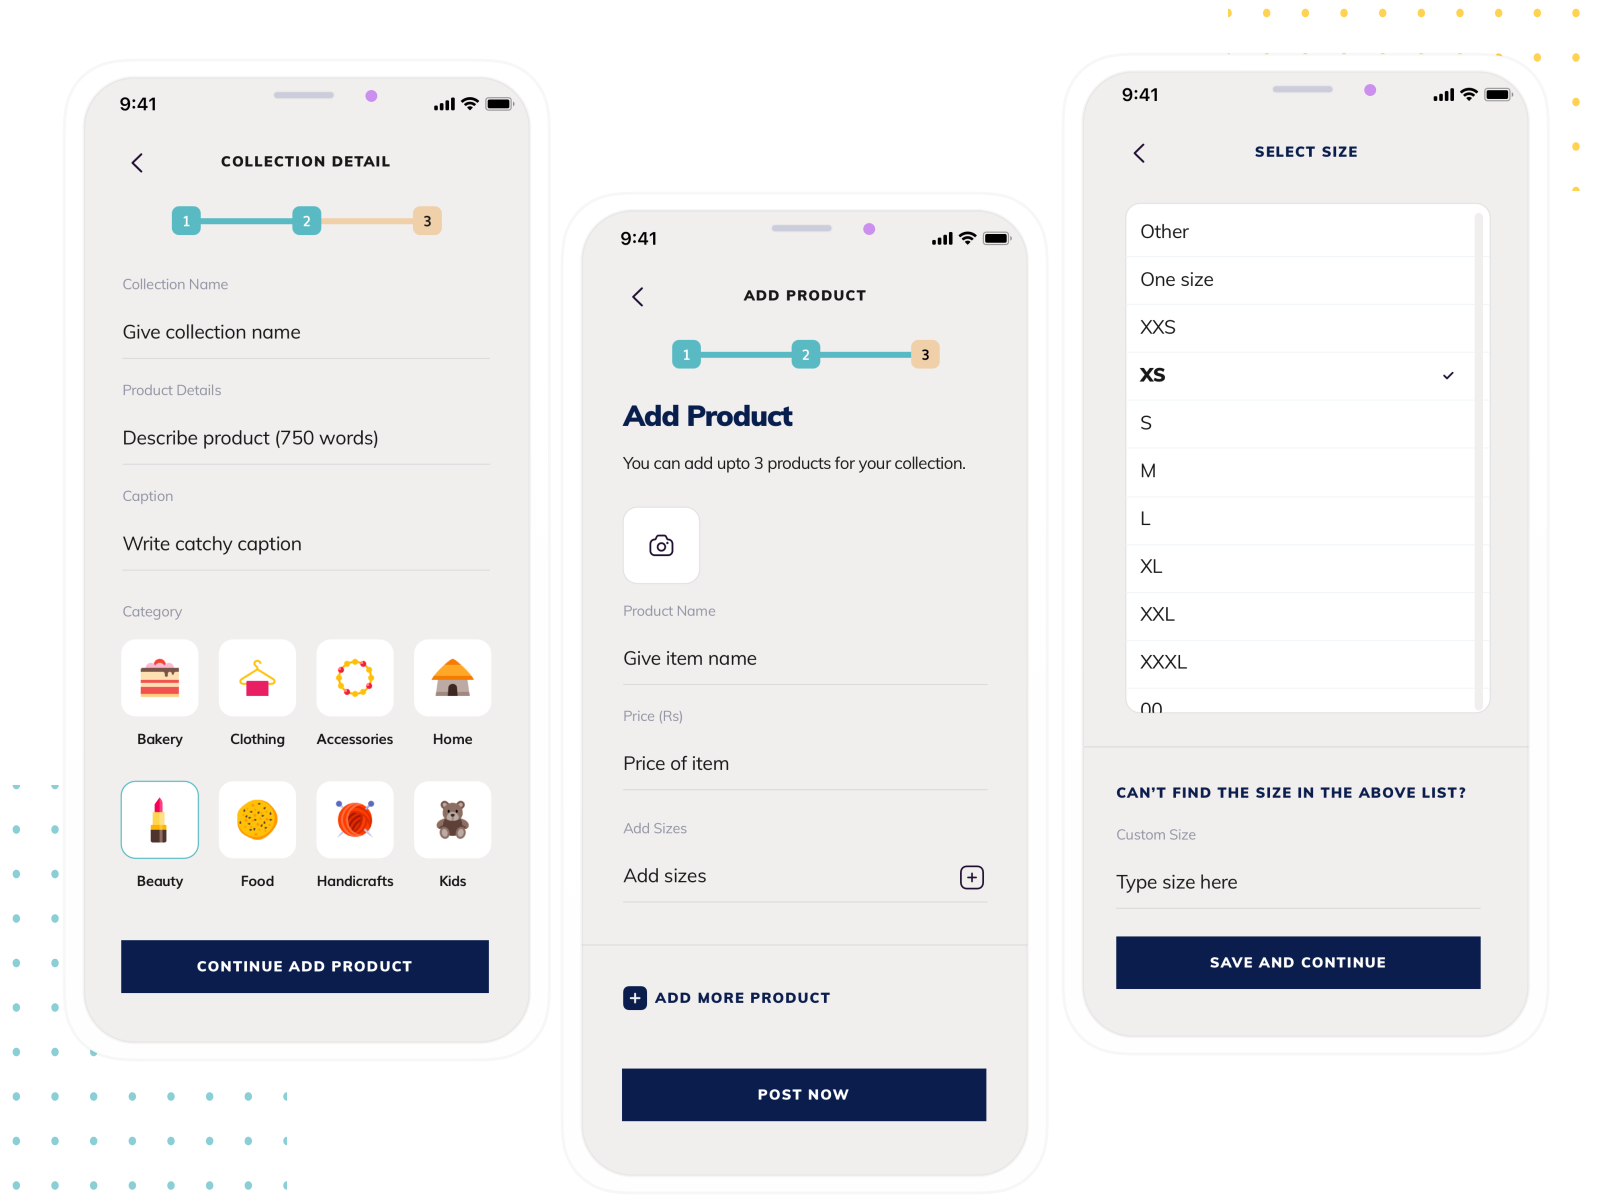 9:41
COLLECTION DETAIL
1 2 3
Collection Name
Give collection name
Product Details
Describe product (750 words)
Caption
Write catchy caption
Category
Bakery Clothing Accessories Home
Beauty Food Handicrafts Kids
CONTINUE ADD PRODUCT
9:41
ADD PRODUCT
1 2 3
Add Product
You can add upto 3 products for your collection.
Product Name
Give item name
Price (Rs)
Price of item
Add Sizes
Add sizes
ADD MORE PRODUCT
POST NOW
9:41
SELECT SIZE
Other
One size
XXS
XS
S
M
L
XL
XXL
XXXL
00
CAN'T FIND THE SIZE IN THE ABOVE LIST?
Custom Size
Type size here
SAVE AND CONTINUE